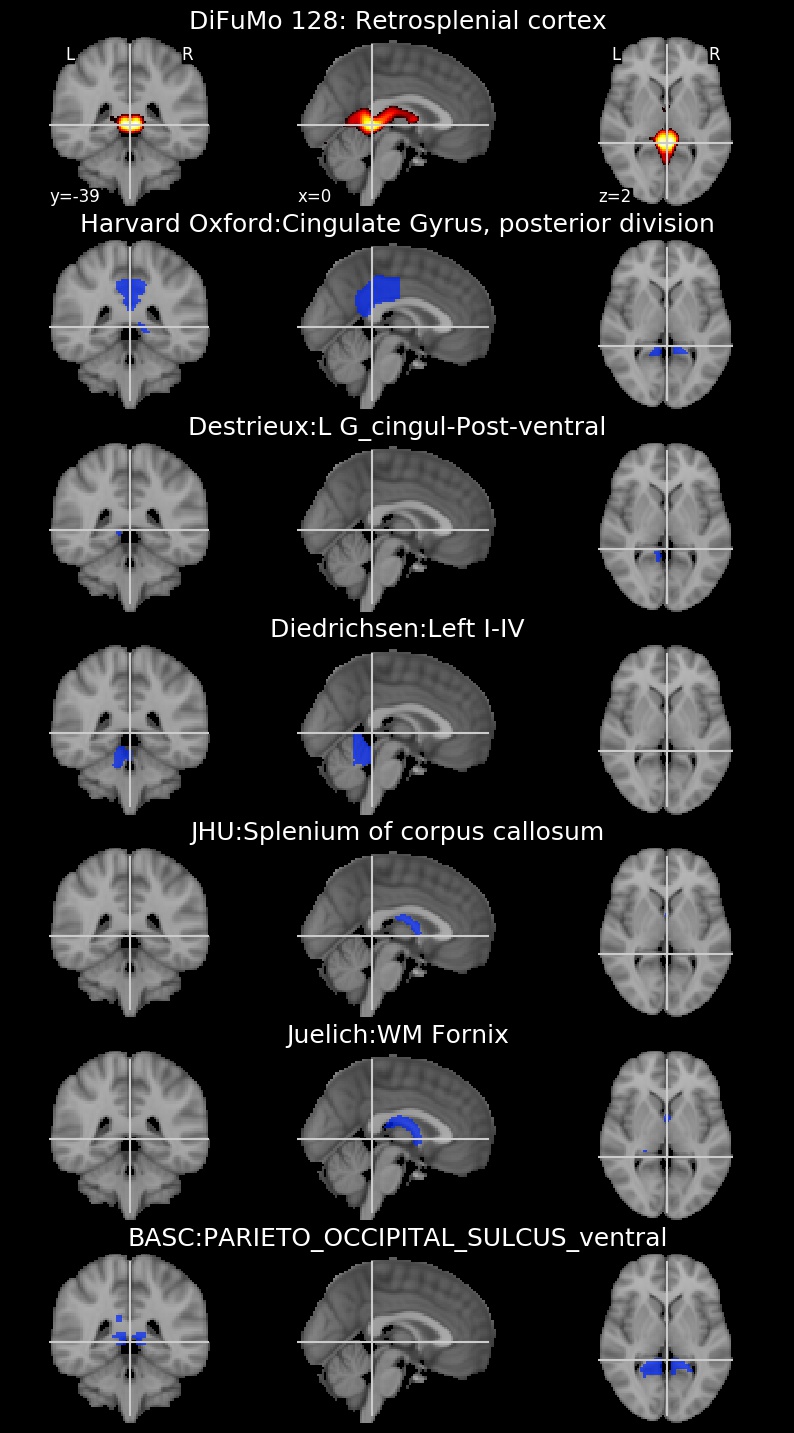 DiFuMo 128: Retrosplenial cortex
L R L R
y=-39 x=0 z=2
Harvard Oxford:Cingulate Gyrus, posterior division
Destrieux:L G_cingul-Post-ventral
Diedrichsen:Left I-IV
JHU:Splenium of corpus callosum
Juelich:WM Fornix
BASC:PARIETO_OCCIPITAL_SULCUS_ventral